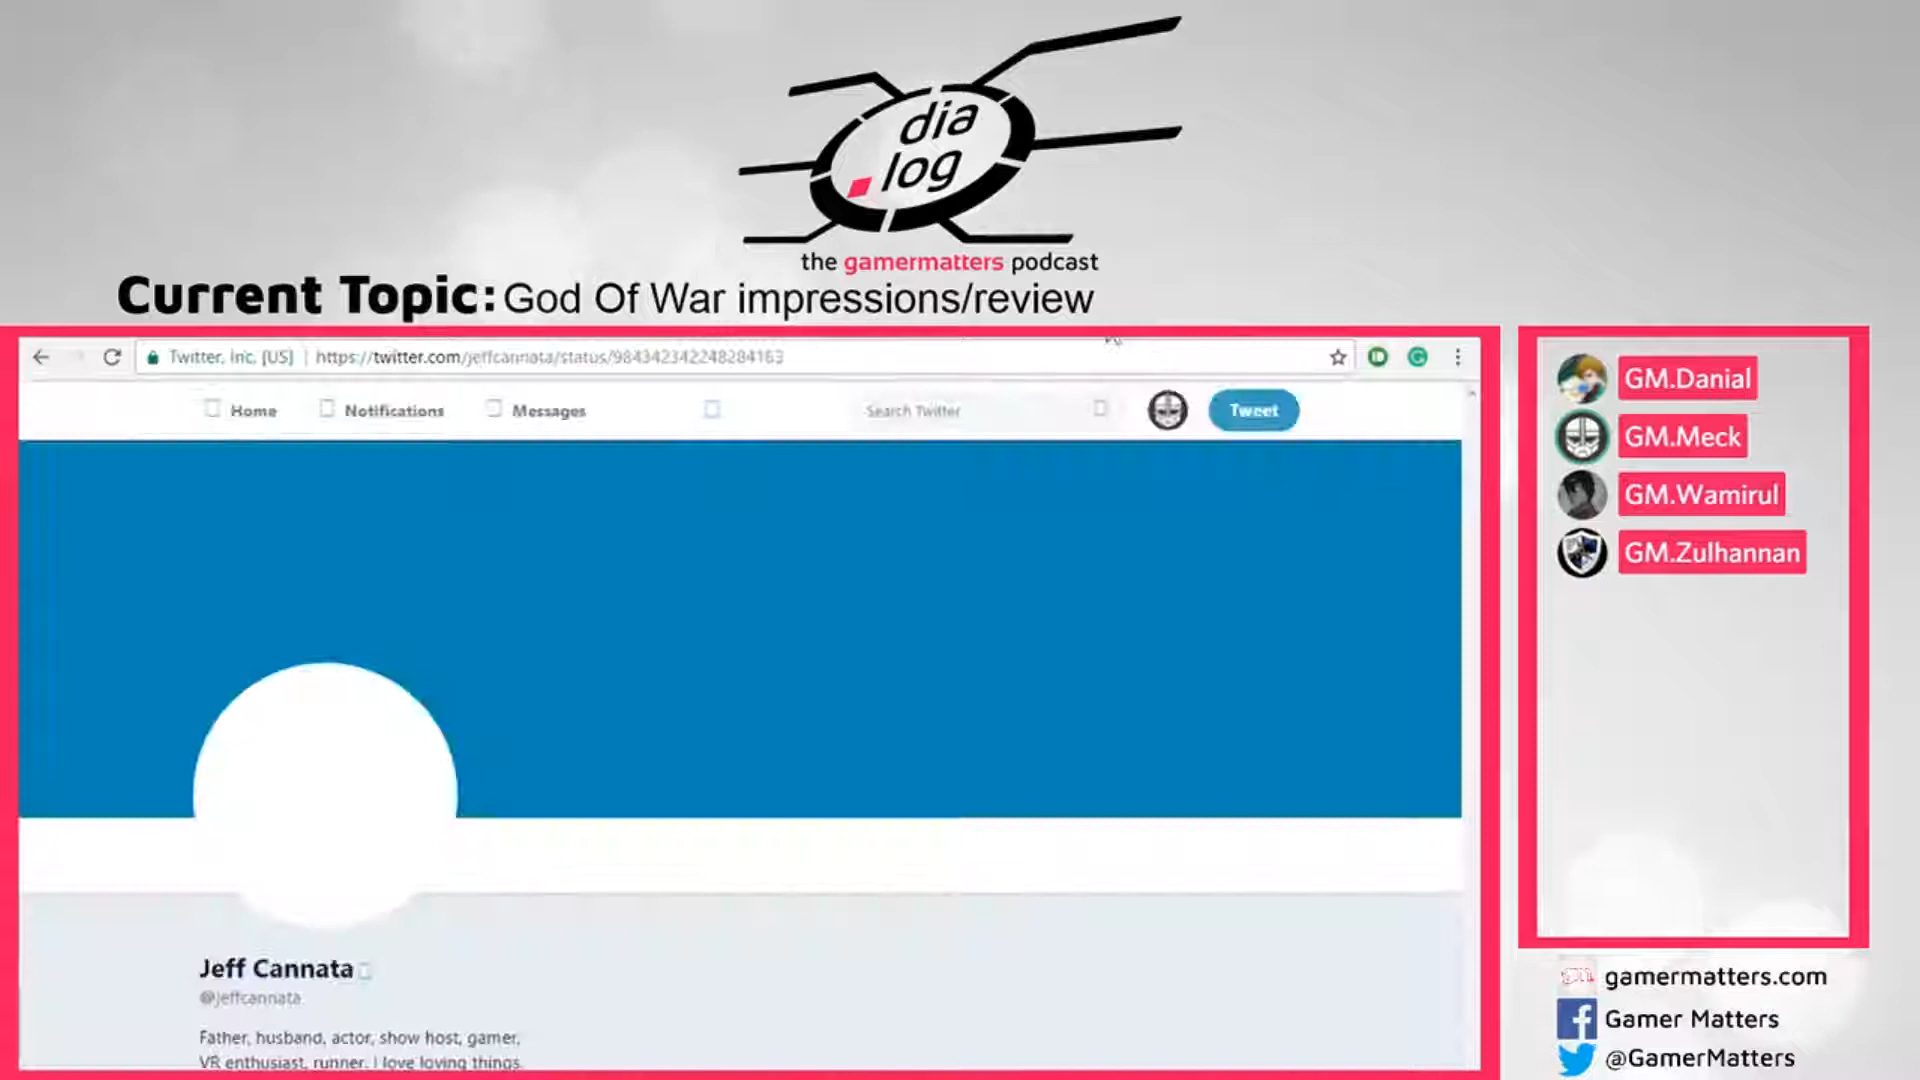 dia
.log
the gamermatters podcast
Current Topic: God Of War impressions/review
Twitter, Inc. [US] | https://twitter.com/jeffcannata/status/984342342248284163
Home Notifications Messages Search Twitter Tweet
Jeff Cannata
@jeffcannata
Father, husband, actor, show host, gamer,
VR enthusiast, runner. I love loving things.
GM.Danial
GM.Meck
GM.Wamirul
GM.Zulhannan
gamermatters.com
Gamer Matters
@GamerMatters